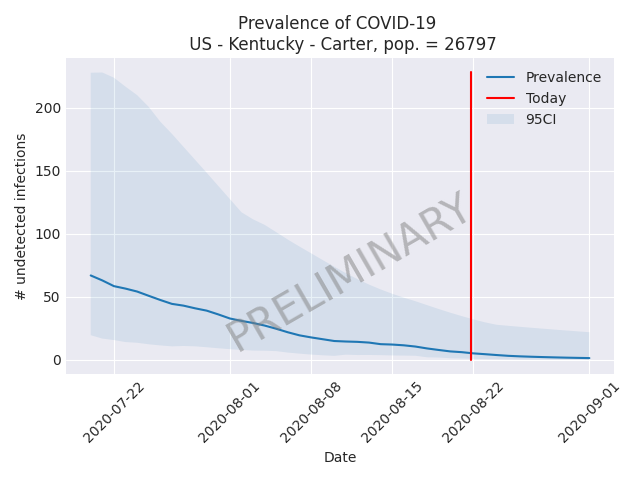 Prevalence of COVID-19
US - Kentucky - Carter, pop. = 26797
Prevalence
Today
95CI
# undetected infections
200
150
100
50
0
PRELIMINARY
2020-07-22
2020-08-01
2020-08-08
2020-08-15
2020-08-22
2020-09-01
Date